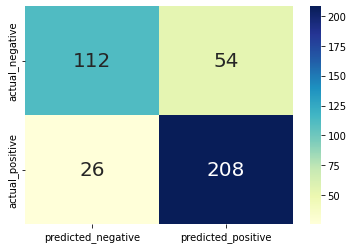 actual_negative
112
54
actual_positive
26
208
predicted_negative
predicted_positive
200
175
150
125
100
75
50